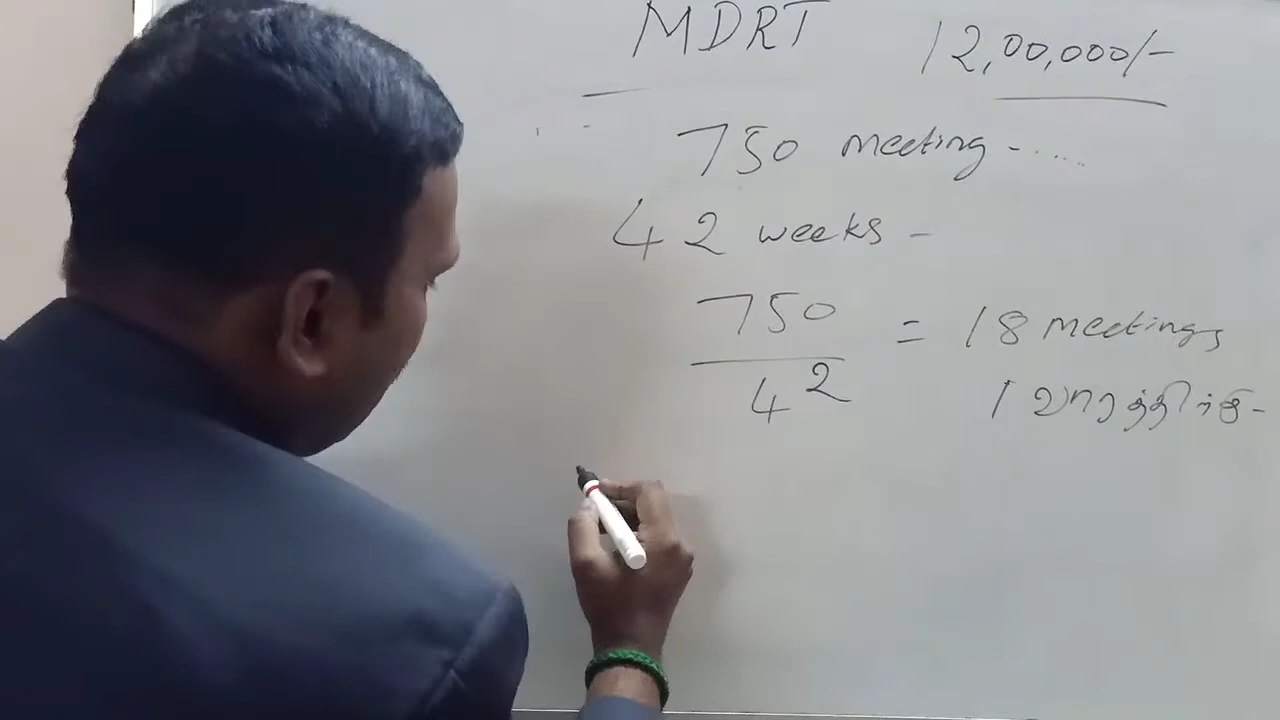 MDRT 12,00,000/-
750 meeting -.....
42 weeks -
750
42
= 18 meetings
1 வாரத்திற்கு-